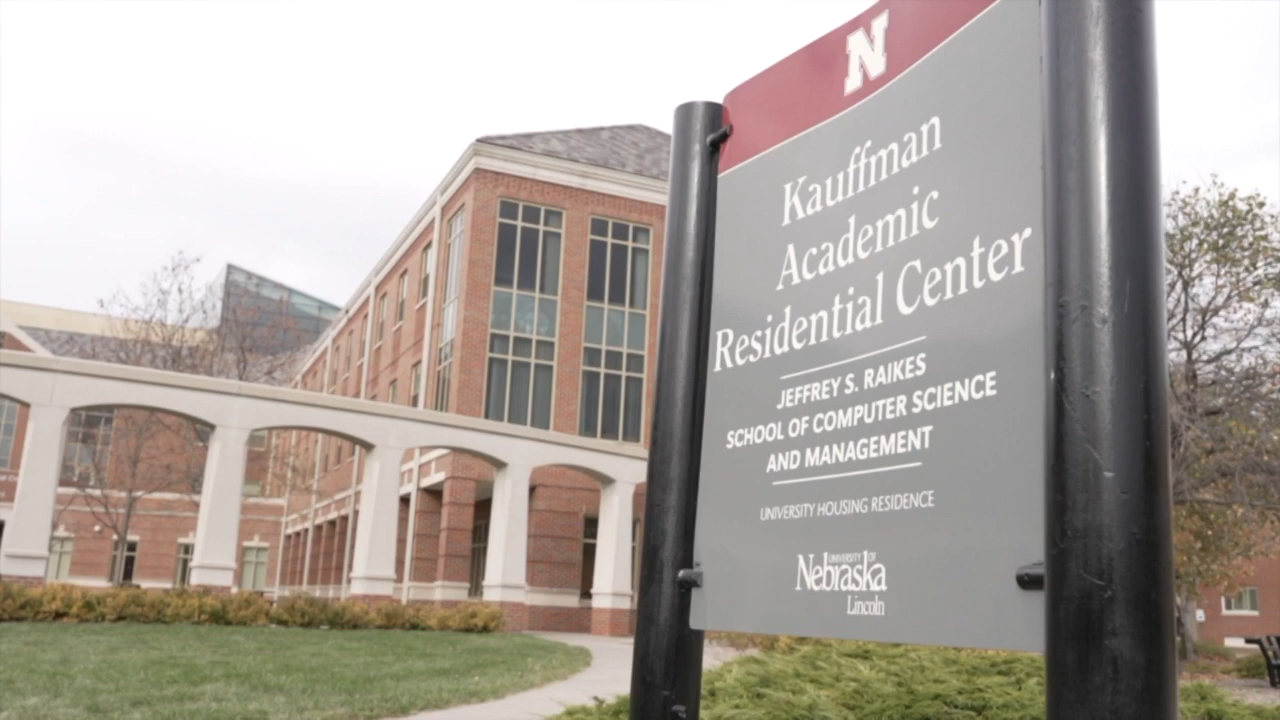 N
Kauffman
Academic
Residential Center
JEFFREY S. RAIKES
SCHOOL OF COMPUTER SCIENCE
AND MANAGEMENT
UNIVERSITY HOUSING RESIDENCE
UNIVERSITY OF
Nebraska
Lincoln